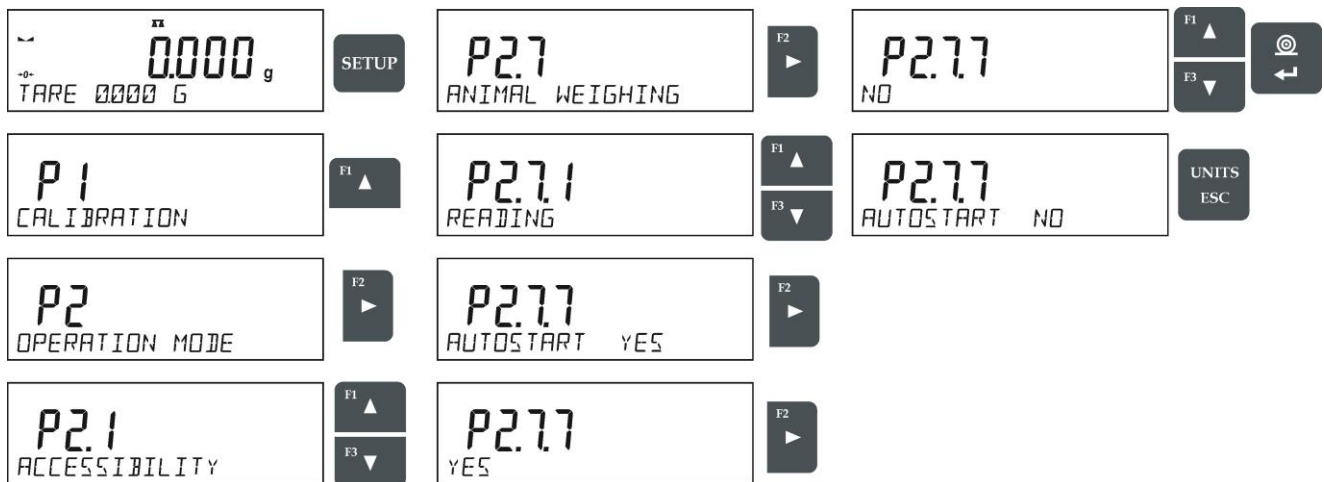 0.000 g
→0←
TARE 0.000 G
SETUP
P1
CALIBRATION
F1
P2
OPERATION MODE
F2
P2.1
ACCESSIBILITY
F1
F3
P2.7
ANIMAL WEIGHING
F2
P2.7.1
READING
F1
F3
P2.7.7
AUTOSTART YES
F2
P2.7.7
YES
F2
P2.7.7
NO
F1
F3
P2.7.7
AUTOSTART NO
UNITS
ESC